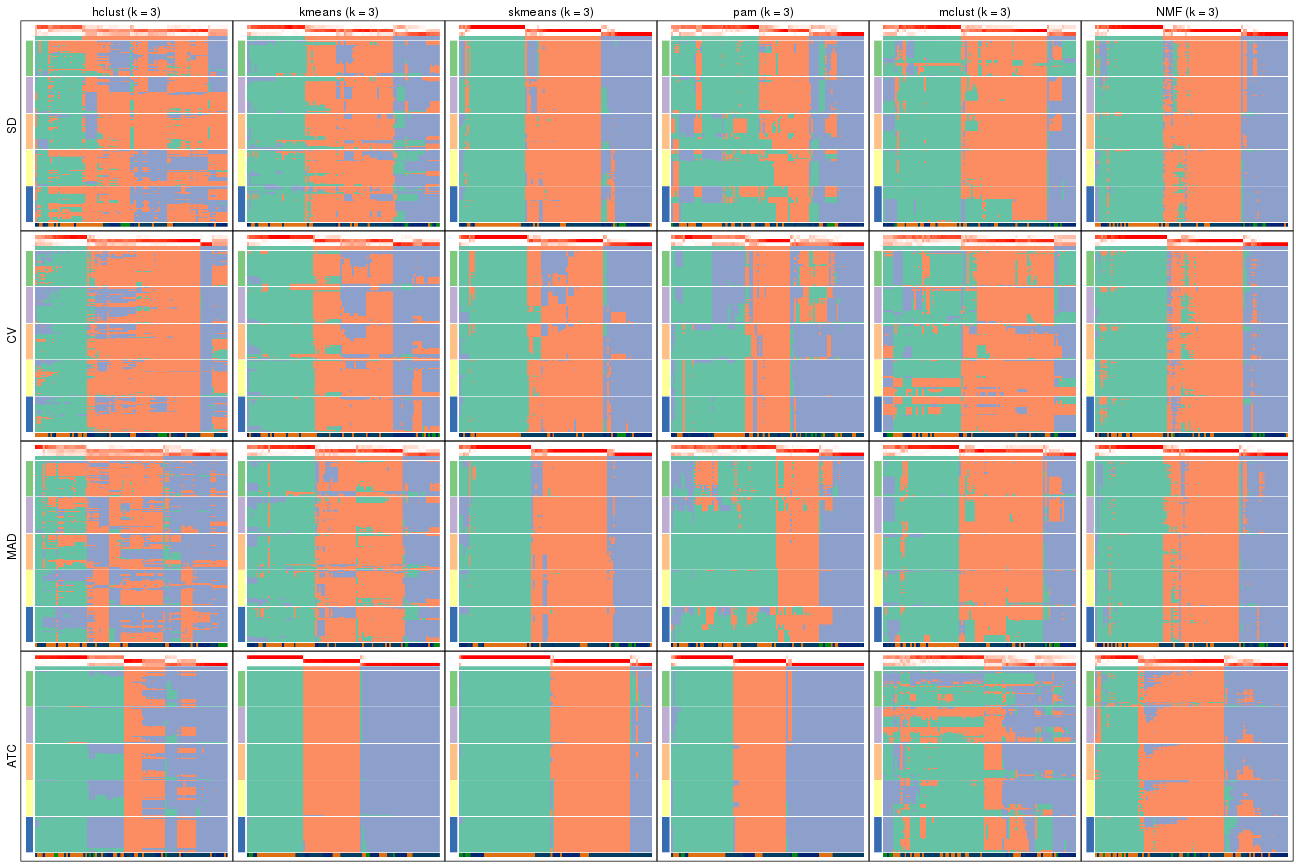 hclust (k = 3) kmeans (k = 3) skmeans (k = 3) pam (k = 3) mclust (k = 3) NMF (k = 3)
SD
CV
MAD
ATC